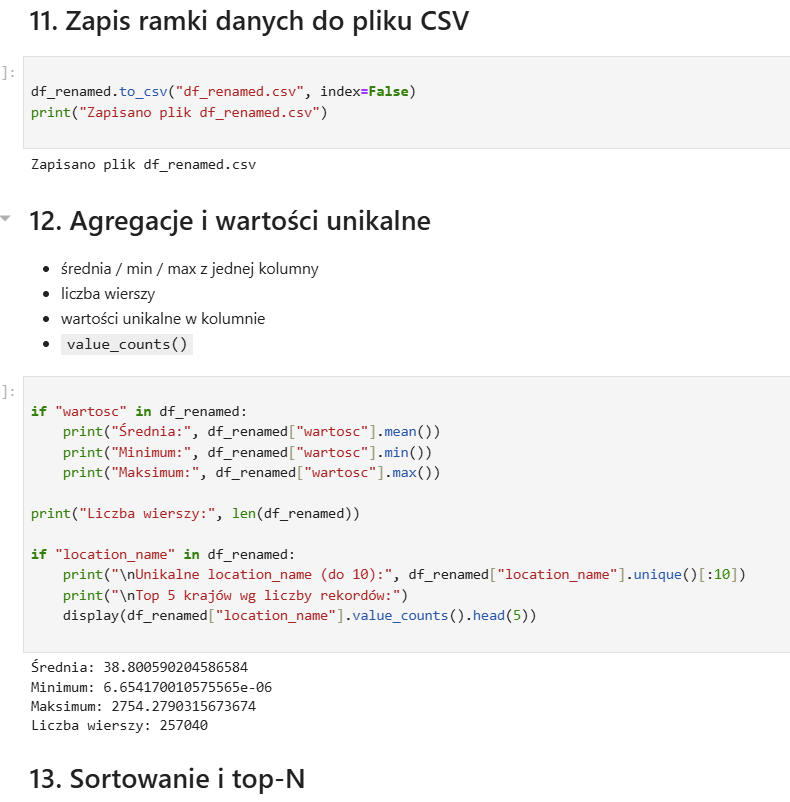 11. Zapis ramki danych do pliku CSV
]:
df_renamed.to_csv("df_renamed.csv", index=False)
print("Zapisano plik df_renamed.csv")
Zapisano plik df_renamed.csv
12. Agregacje i wartości unikalne
• średnia / min / max z jednej kolumny
• liczba wierszy
• wartości unikalne w kolumnie
• value_counts()
]:
if "wartosc" in df_renamed:
    print("Średnia:", df_renamed["wartosc"].mean())
    print("Minimum:", df_renamed["wartosc"].min())
    print("Maksimum:", df_renamed["wartosc"].max())
print("Liczba wierszy:", len(df_renamed))
if "location_name" in df_renamed:
    print("\nUnikalne location_name (do 10):", df_renamed["location_name"].unique()[:10])
    print("\nTop 5 krajów wg liczby rekordów:")
    display(df_renamed["location_name"].value_counts().head(5))
Średnia: 38.800590204586584
Minimum: 6.654170010575565e-06
Maksimum: 2754.2790315673674
Liczba wierszy: 257040
13. Sortowanie i top-N